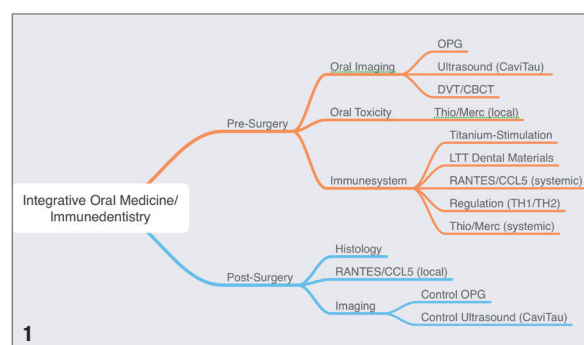 Integrative Oral Medicine/
Immunedentistry
Pre-Surgery
Oral Imaging
OPG
Ultrasound (CaviTau)
DVT/CBCT
Oral Toxicity
Thio/Merc (local)
Immunesystem
Titanium-Stimulation
LTT Dental Materials
RANTES/CCL5 (systemic)
Regulation (TH1/TH2)
Thio/Merc (systemic)
Post-Surgery
Histology
RANTES/CCL5 (local)
Imaging
Control OPG
Control Ultrasound (CaviTau)
1